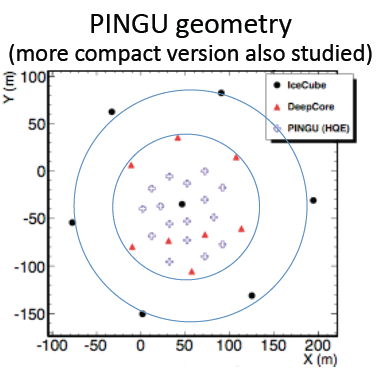 PINGU geometry
(more compact version also studied)
Y (m)
100
50
0
-50
-100
-150
IceCube
DeepCore
PINGU (HQE)
-100 -50 0 50 100 150 200
X (m)